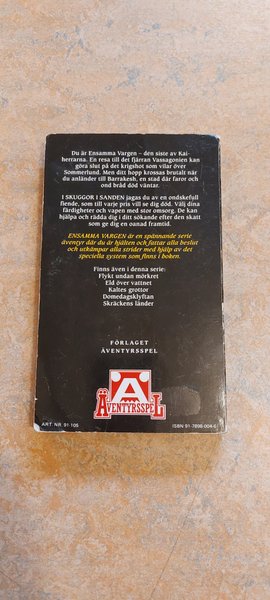 Du är Ensamma Vargen – den siste av Kai-
herrarna. En resa till det fjärran Vassagonien kan
göra slut på det krigshot som vilar över
Sommerlund. Men ditt hopp krossas brutalt när
du anländer till Barrakesh, en stad där faror och
ond bråd död väntar.
I SKUGGOR I SANDEN jagas du av en ondskefull
fiende, som till varje pris vill se dig död. Välj dina
färdigheter och vapen med stor omsorg. De kan
hjälpa och rädda dig i ditt sökande efter den skatt
som ge dig en oanad framtid.
ENSAMMA VARGEN är en spännande serie
äventyr där du är hjälten och fattar alla beslut
och utkämpar alla strider med hjälp av det
speciella system som finns i boken.
Finns även i denna serie:
Flykt undan mörkret
Eld över vattnet
Kaltes grottor
Domedagsklyftan
Skräckens länder
FÖRLAGET
ÄVENTYRSSPEL
Ä
ÄVENTYRSSPEL
ART. NR. 91-105
ISBN 91-7898-004-6